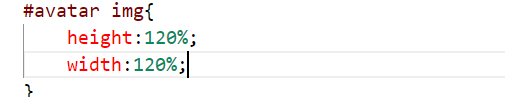 #avatar img{
height:120%;
width:120%;
}